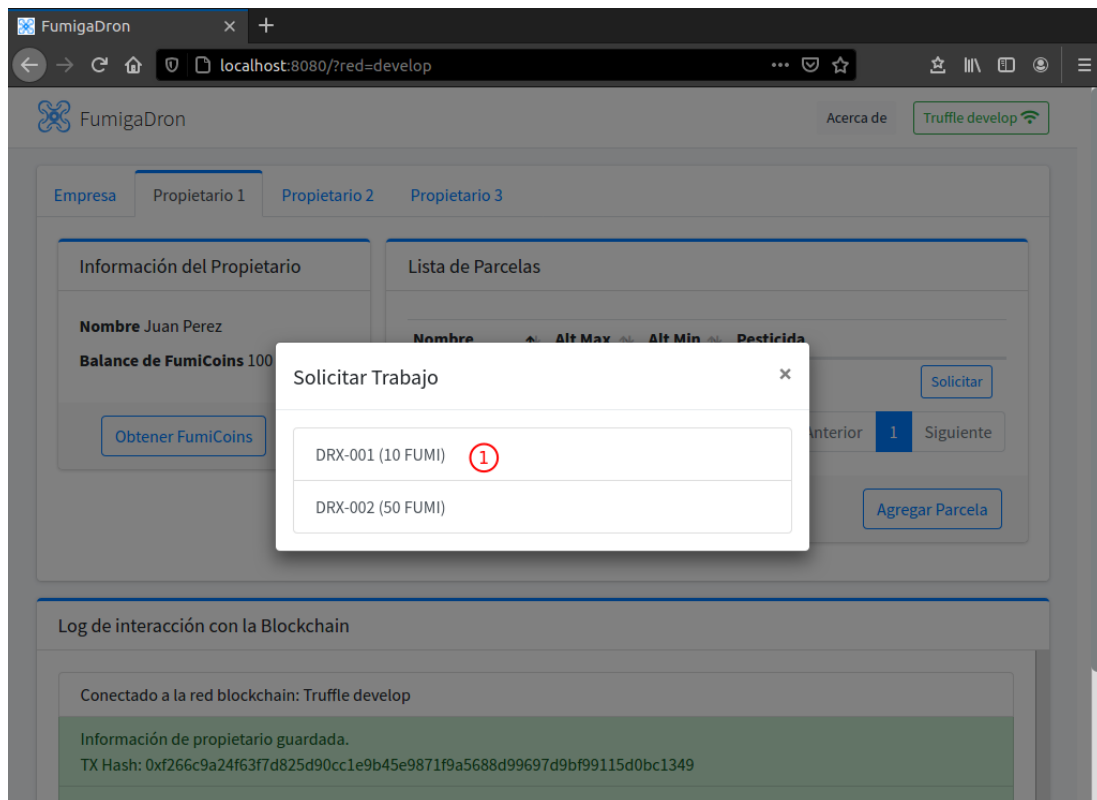 FumigaDron
localhost:8080/?red=develop
FumigaDron
Acerca de
Truffle develop
Empresa
Propietario 1
Propietario 2
Propietario 3
Información del Propietario
Lista de Parcelas
Nombre Juan Perez
Nombre Alt Max Alt Min Pesticida
Balance de FumiCoins 100
Solicitar Trabajo
×
Solicitar
Obtener FumiCoins
DRX-001 (10 FUMI)
1
Anterior
1
Siguiente
DRX-002 (50 FUMI)
Agregar Parcela
Log de interacción con la Blockchain
Conectado a la red blockchain: Truffle develop
Información de propietario guardada.
TX Hash: 0xf266c9a24f63f7d825d90cc1e9b45e9871f9a5688d99697d9bf99115d0bc1349